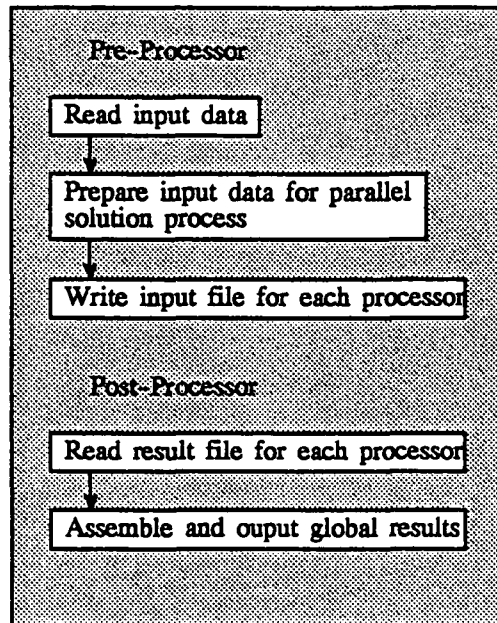 Pre-Processor
Read input data
Prepare input data for parallel
solution process
Write input file for each processor
Post-Processor
Read result file for each processor
Assemble and ouput global results